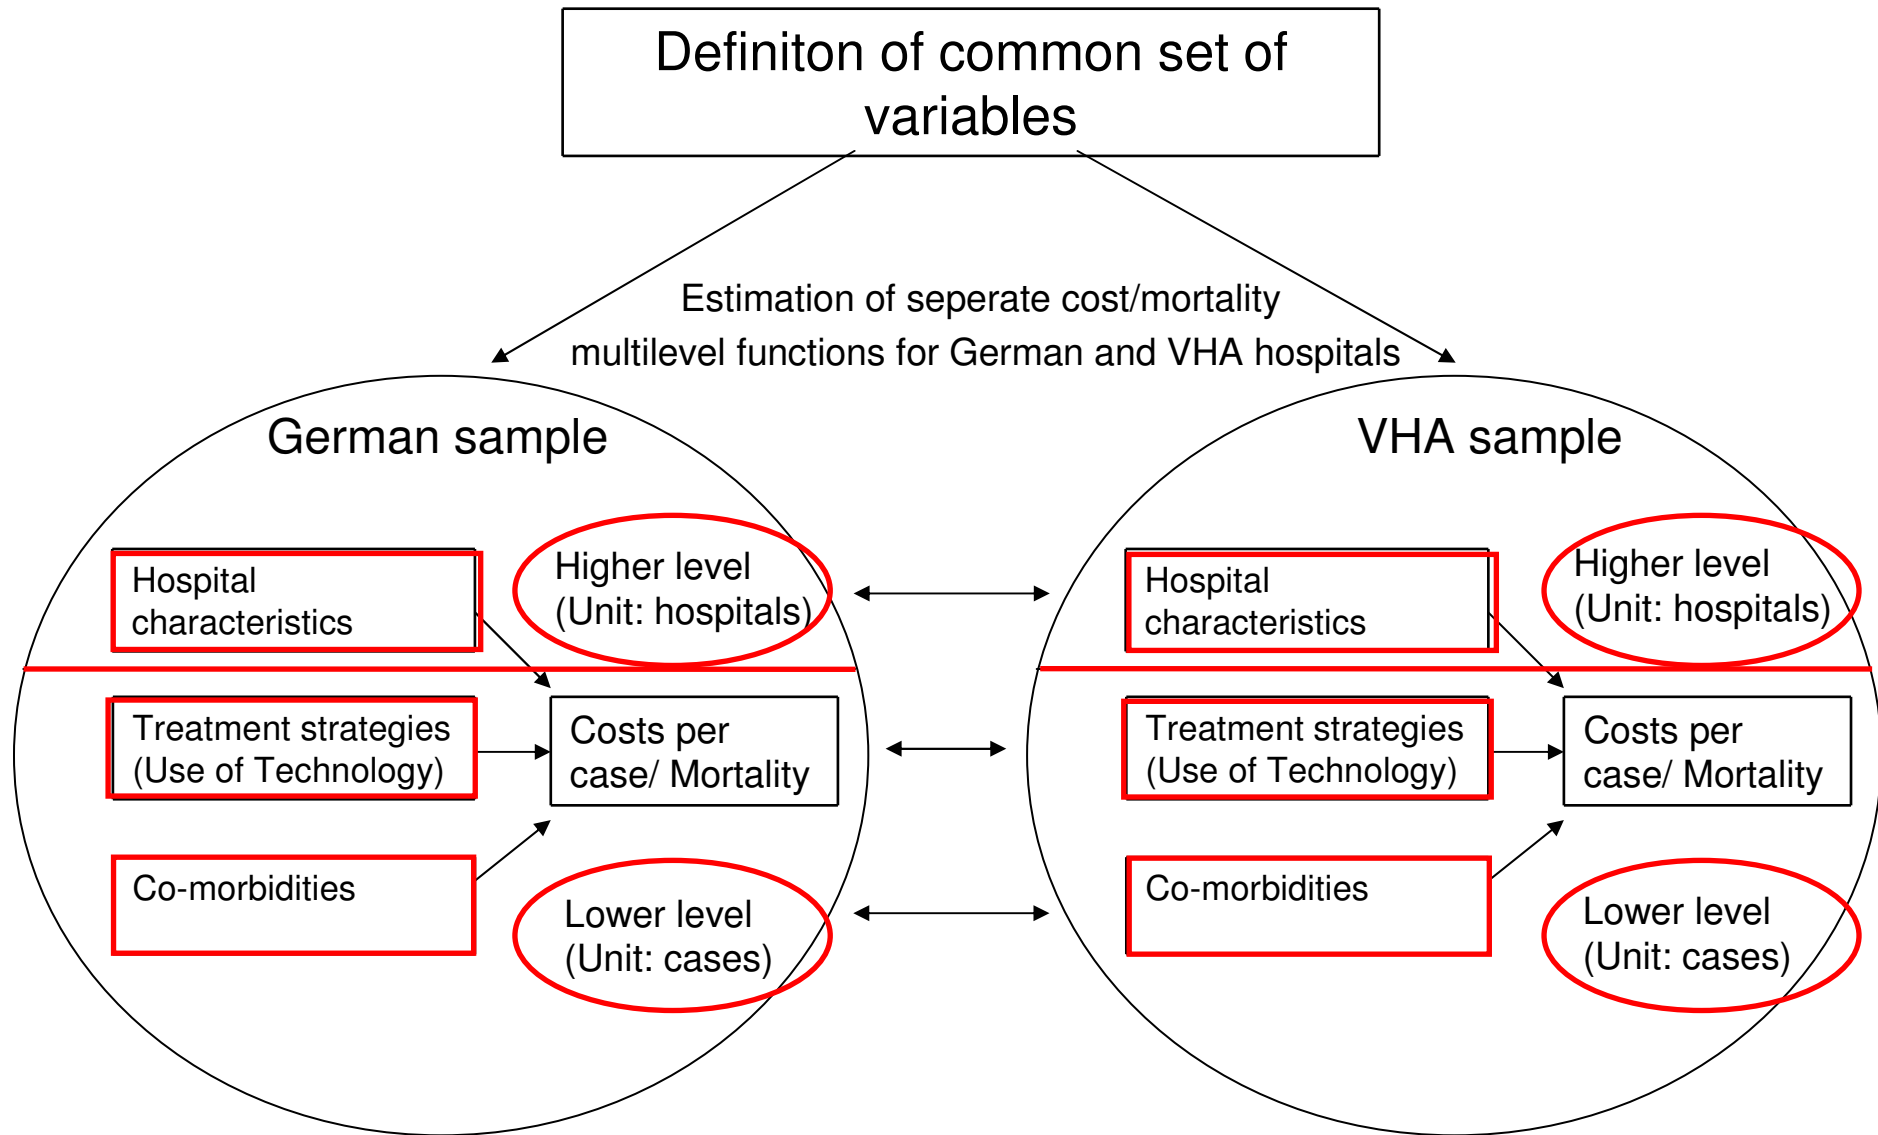 Definiton of common set of
variables
Estimation of seperate cost/mortality
multilevel functions for German and VHA hospitals
German sample
Hospital
characteristics
Higher level
(Unit: hospitals)
Treatment strategies
(Use of Technology)
Costs per
case/ Mortality
Co-morbidities
Lower level
(Unit: cases)
VHA sample
Hospital
characteristics
Higher level
(Unit: hospitals)
Treatment strategies
(Use of Technology)
Costs per
case/ Mortality
Co-morbidities
Lower level
(Unit: cases)